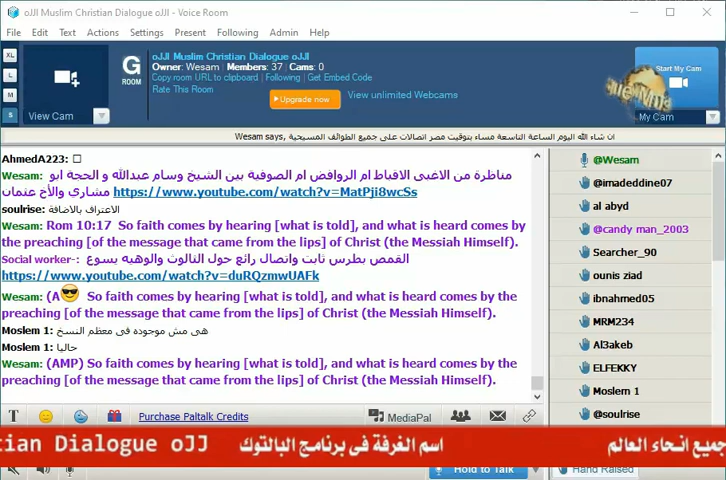 oJJI Muslim Christian Dialogue oJJI - Voice Room
File Edit Text Actions Settings Present Following Admin Help
XL
L
M
S
View Cam
G
ROOM
oJJI Muslim Christian Dialogue oJJI
Owner: Wesam | Members: 37 | Cams: 0
Copy room URL to clipboard | Following | Get Embed Code
Rate This Room
Upgrade now
View unlimited Webcams
Start My Cam
My Cam
Wesam says, ان شاء الله اليوم الساعة التاسعة مساء بتوقيت مصر اتصالات على جميع الطوائف المسيحية
AhmedA223:
Wesam: مناظرة من الاغبى الاقباط ام الروافض ام الصوفية بين الشيخ وسام عبدالله و الحجة ابو
مشاري والأخ عثمان https://www.youtube.com/watch?v=MatPji8wcSs
soulrise: الاعتراف بالاضافة
Wesam: Rom 10:17 So faith comes by hearing [what is told], and what is heard comes by
the preaching [of the message that came from the lips] of Christ (the Messiah Himself).
Social worker-: القمص بطرس ثابت واتصال رائع حول الثالوث والوهيه يسوع
https://www.youtube.com/watch?v=duRQzmwUAFk
Wesam: (A So faith comes by hearing [what is told], and what is heard comes by the
preaching [of the message that came from the lips] of Christ (the Messiah Himself).
Moslem 1: هى مش موجوده فى معظم النسخ
Moslem 1: حاليا
Wesam: (AMP) So faith comes by hearing [what is told], and what is heard comes by the
preaching [of the message that came from the lips] of Christ (the Messiah Himself).
@Wesam
@imadeddine07
al abyd
@candy man_2003
Searcher_90
ounis ziad
ibnahmed05
MRM234
Al3akeb
ELFEKKY
Moslem 1
@soulrise
T
Purchase Paltalk Credits
MediaPal
tian Dialogue oJJ
اسم الغرفة فى برنامج البالتوك
جميع انحاء العالم
Hold to Talk
Hand Raised